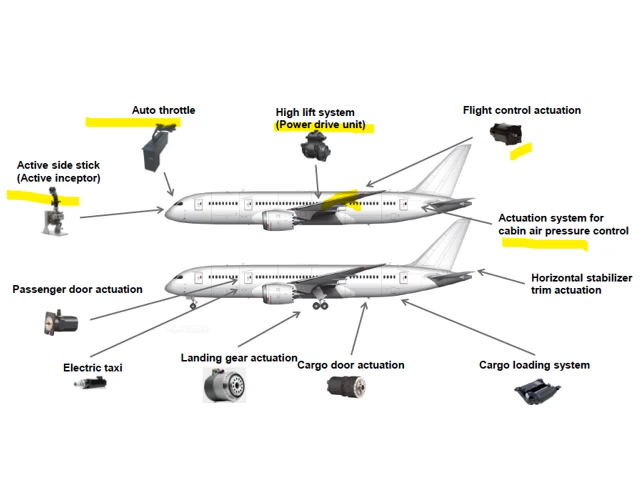 Auto throttle
High lift system
(Power drive unit)
Flight control actuation
Active side stick
(Active inceptor)
Actuation system for
cabin air pressure control
Passenger door actuation
Horizontal stabilizer
trim actuation
Electric taxi
Landing gear actuation
Cargo door actuation
Cargo loading system